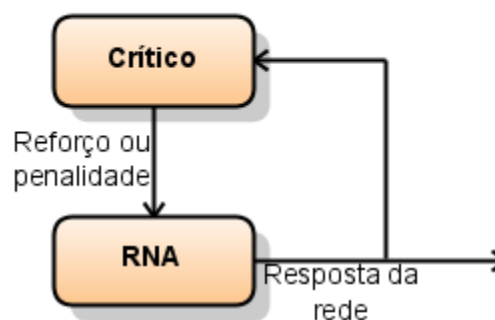 Crítico
Reforço ou
penalidade
RNA
Resposta da
rede